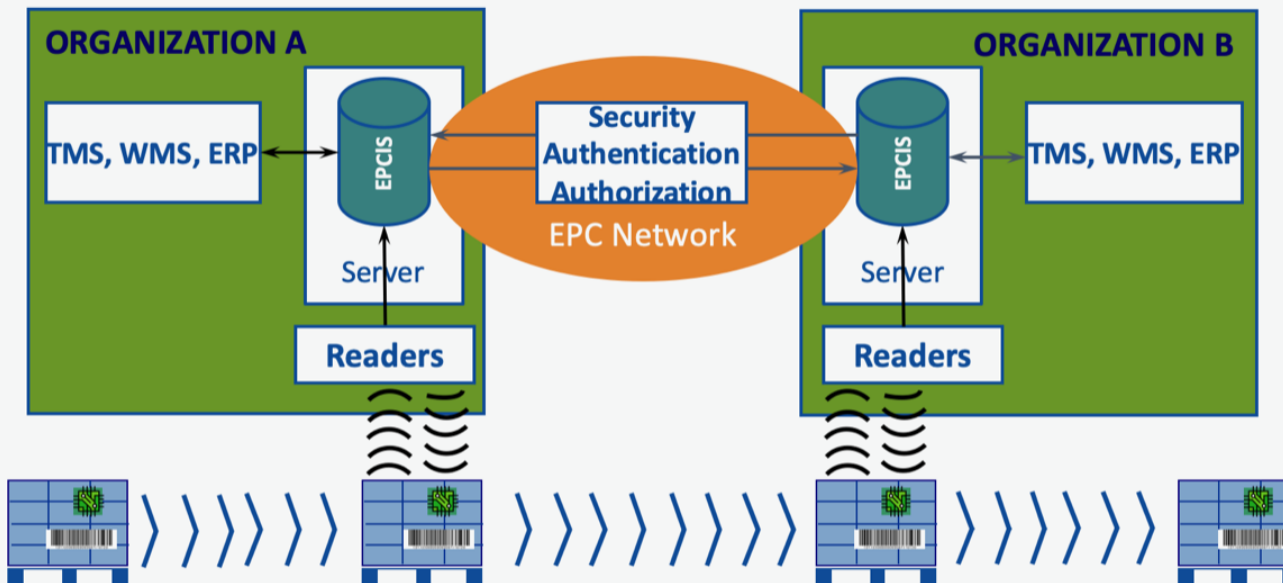 ORGANIZATION A
ORGANIZATION B
TMS, WMS, ERP
EPCIS
Security
Authentication
Authorization
EPCIS
TMS, WMS, ERP
EPC Network
Server
Server
Readers
Readers